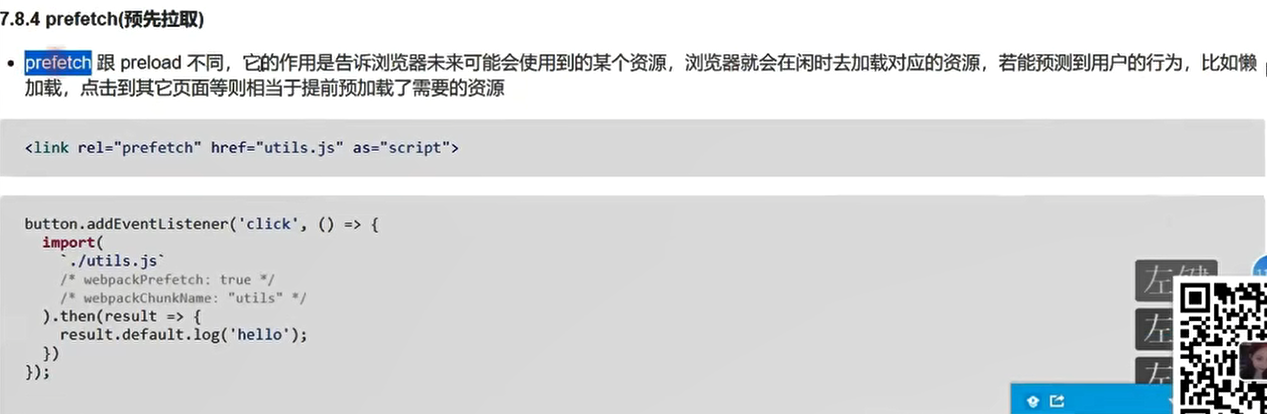 7.8.4 prefetch(预先拉取)
prefetch 跟 preload 不同，它的作用是告诉浏览器未来可能会使用到的某个资源，浏览器就会在闲时去加载对应的资源，若能预测到用户的行为，比如懒
加载，点击到其它页面等则相当于提前预加载了需要的资源
<link rel="prefetch" href="utils.js" as="script">
button.addEventListener('click', () => {
  import(
    `./utils.js`
    /* webpackPrefetch: true */
    /* webpackChunkName: "utils" */
  ).then(result => {
    result.default.log('hello');
  })
});
左键
左
左